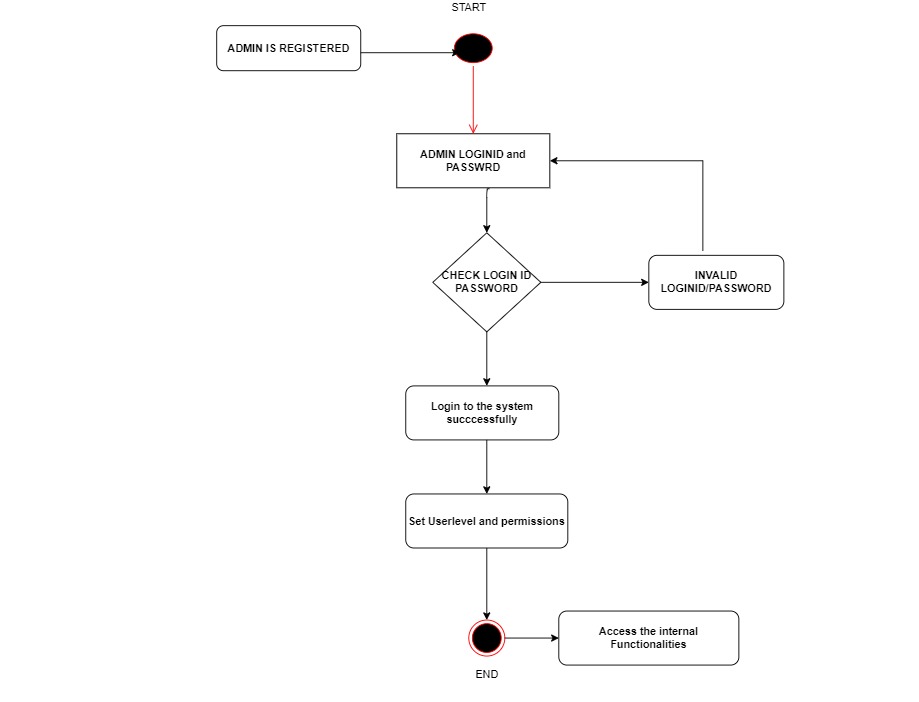 START
ADMIN IS REGISTERED
ADMIN LOGINID and
PASSWRD
CHECK LOGIN ID
PASSWORD
INVALID
LOGINID/PASSWORD
Login to the system
succcessfully
Set Userlevel and permissions
Access the internal
Functionalities
END